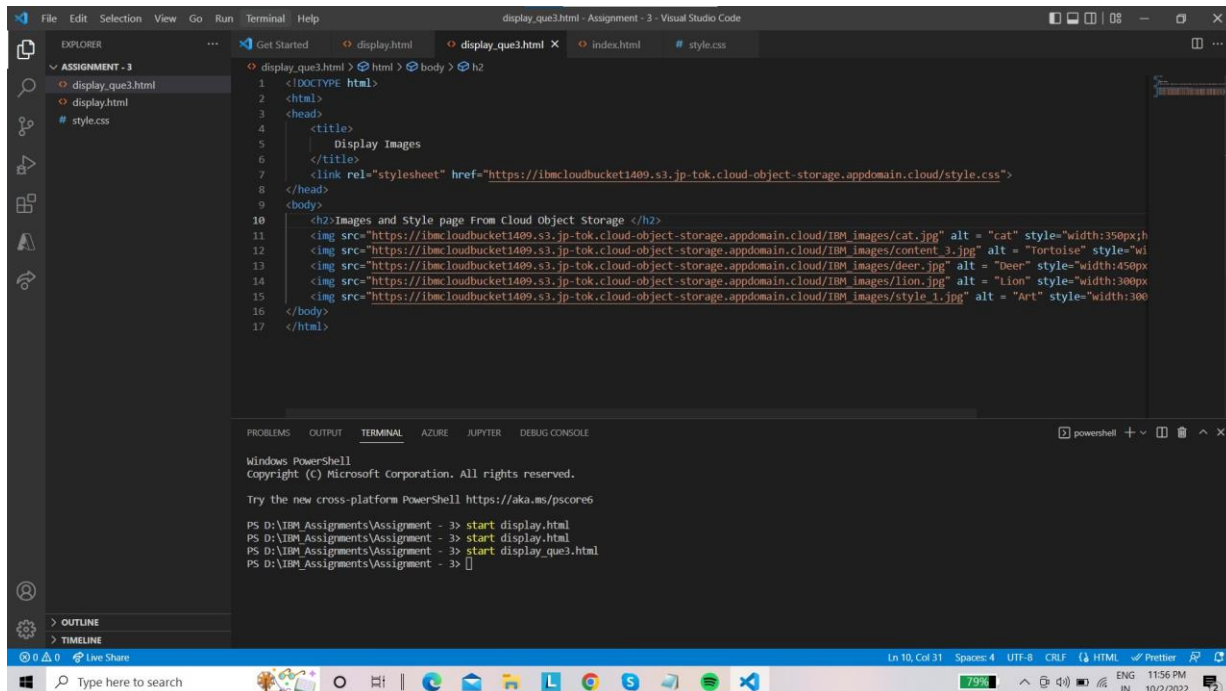 File Edit Selection View Go Run Terminal Help
display_que3.html - Assignment - 3 - Visual Studio Code
EXPLORER
ASSIGNMENT - 3
display_que3.html
display.html
style.css
OUTLINE
TIMELINE
Get Started display.html display_que3.html index.html style.css
display_que3.html > html > body > h2
1 <!DOCTYPE html>
2 <html>
3 <head>
4 <title>
5 Display Images
6 </title>
7 <link rel="stylesheet" href="https://ibmcloudbucket1409.s3.jp-tok.cloud-object-storage.appdomain.cloud/style.css">
8 </head>
9 <body>
10 <h2>Images and Style page From Cloud Object Storage </h2>
11 <img src="https://ibmcloudbucket1409.s3.jp-tok.cloud-object-storage.appdomain.cloud/IBM_images/cat.jpg" alt = "cat" style="width:350px;h
12 <img src="https://ibmcloudbucket1409.s3.jp-tok.cloud-object-storage.appdomain.cloud/IBM_images/content_3.jpg" alt = "Tortoise" style="wi
13 <img src="https://ibmcloudbucket1409.s3.jp-tok.cloud-object-storage.appdomain.cloud/IBM_images/deer.jpg" alt = "Deer" style="width:450px
14 <img src="https://ibmcloudbucket1409.s3.jp-tok.cloud-object-storage.appdomain.cloud/IBM_images/lion.jpg" alt = "Lion" style="width:300px
15 <img src="https://ibmcloudbucket1409.s3.jp-tok.cloud-object-storage.appdomain.cloud/IBM_images/style_1.jpg" alt = "Art" style="width:300
16 </body>
17 </html>
PROBLEMS OUTPUT TERMINAL AZURE JUPYTER DEBUG CONSOLE
powershell
Windows PowerShell
Copyright (C) Microsoft Corporation. All rights reserved.
Try the new cross-platform PowerShell https://aka.ms/pscore6
PS D:\IBM_Assignments\Assignment - 3> start display.html
PS D:\IBM_Assignments\Assignment - 3> start display.html
PS D:\IBM_Assignments\Assignment - 3> start display_que3.html
PS D:\IBM_Assignments\Assignment - 3>
0 0 Live Share
Ln 10, Col 31 Spaces: 4 UTF-8 CRLF HTML Prettier
Type here to search
79%
ENG
IN
11:56 PM
10/2/2022